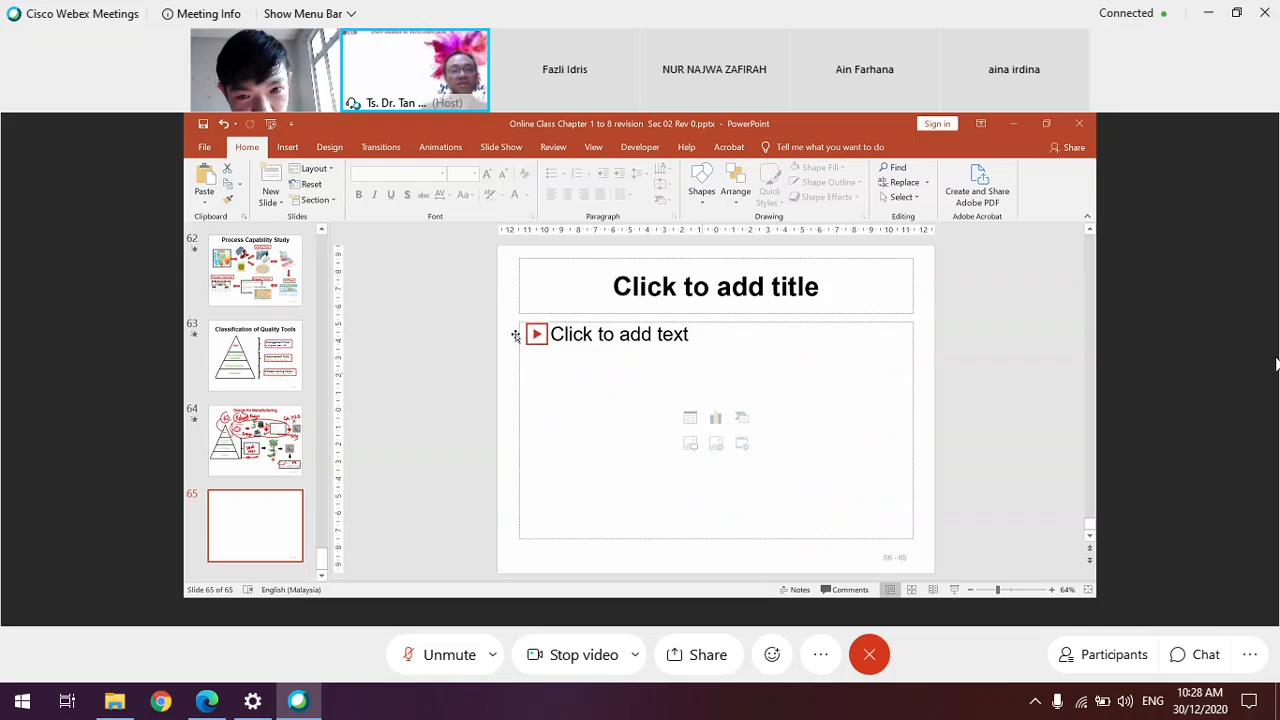 Cisco Webex Meetings
Meeting Info
Show Menu Bar
Connected
Ts. Dr. Tan ... (Host)
Fazli Idris
NUR NAJWA ZAFIRAH
Ain Farhana
aina irdina
Online Class Chapter 1 to 8 revision Sec 02 Rev 0.pptx - PowerPoint
Sign in
File Home Insert Design Transitions Animations Slide Show Review View Developer Help Acrobat Tell me what you want to do
Share
Paste
Clipboard
New Slide
Layout
Reset
Section
Slides
Font
Paragraph
Shapes
Arrange
Quick Styles
Shape Fill
Shape Outline
Shape Effects
Drawing
Find
Replace
Select
Editing
Create and Share Adobe PDF
Adobe Acrobat
62
Process Capability Study
63
Classification of Quality Tools
64
Design for Manufacturing
65
Click to add title
Click to add text
S6 - 65
Slide 65 of 65
English (Malaysia)
Notes
Comments
64%
Unmute
Stop video
Share
Participants
Chat
ENG
10:28 AM
30/12/2020